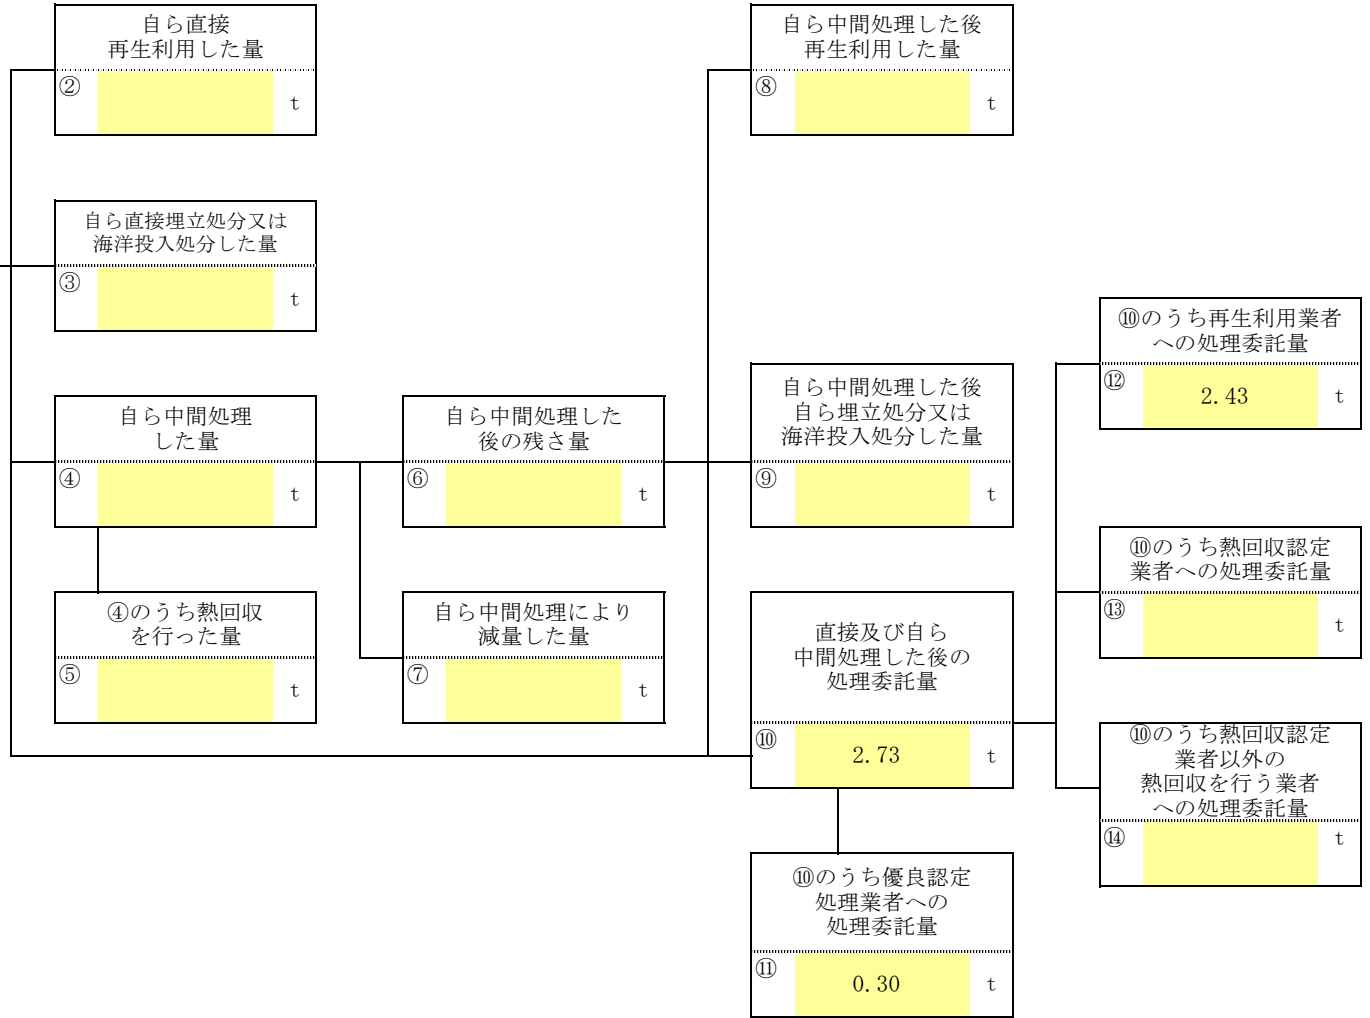 自ら直接
再生利用した量
②
t
自ら中間処理した後
再生利用した量
⑧
t
自ら直接埋立処分又は
海洋投入処分した量
③
t
⑩のうち再生利用業者
への処理委託量
⑫
2.43
t
自ら中間処理
した量
④
t
自ら中間処理した
後の残さ量
⑥
t
自ら中間処理した後
自ら埋立処分又は
海洋投入処分した量
⑨
t
⑩のうち熱回収認定
業者への処理委託量
⑬
t
④のうち熱回収
を行った量
⑤
t
自ら中間処理により
減量した量
⑦
t
直接及び自ら
中間処理した後の
処理委託量
⑩
2.73
t
⑩のうち熱回収認定
業者以外の
熱回収を行う業者
への処理委託量
⑭
t
⑩のうち優良認定
処理業者への
処理委託量
⑪
0.30
t